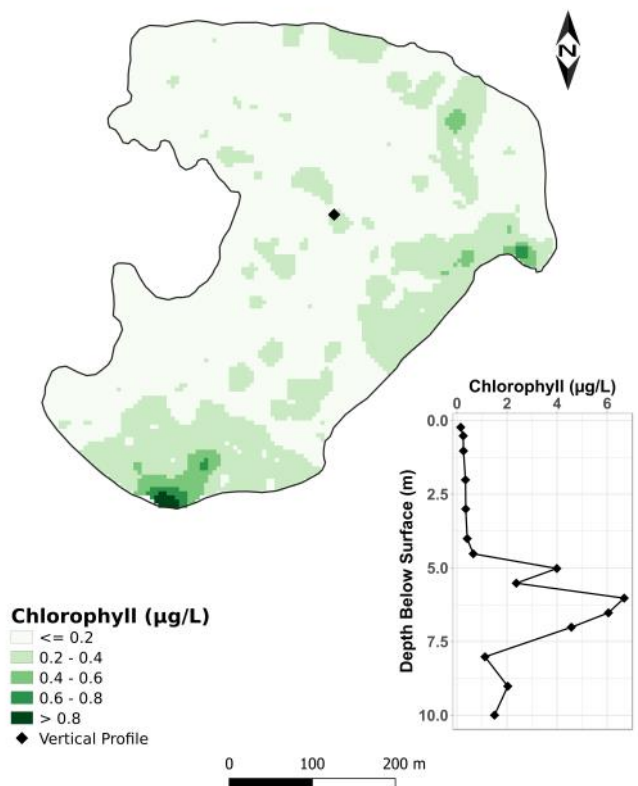 N
Chlorophyll (µg/L)
0 2 4 6
0.0
2.5
5.0
7.5
10.0
Depth Below Surface (m)
Chlorophyll (µg/L)
<= 0.2
0.2 - 0.4
0.4 - 0.6
0.6 - 0.8
> 0.8
Vertical Profile
0 100 200 m